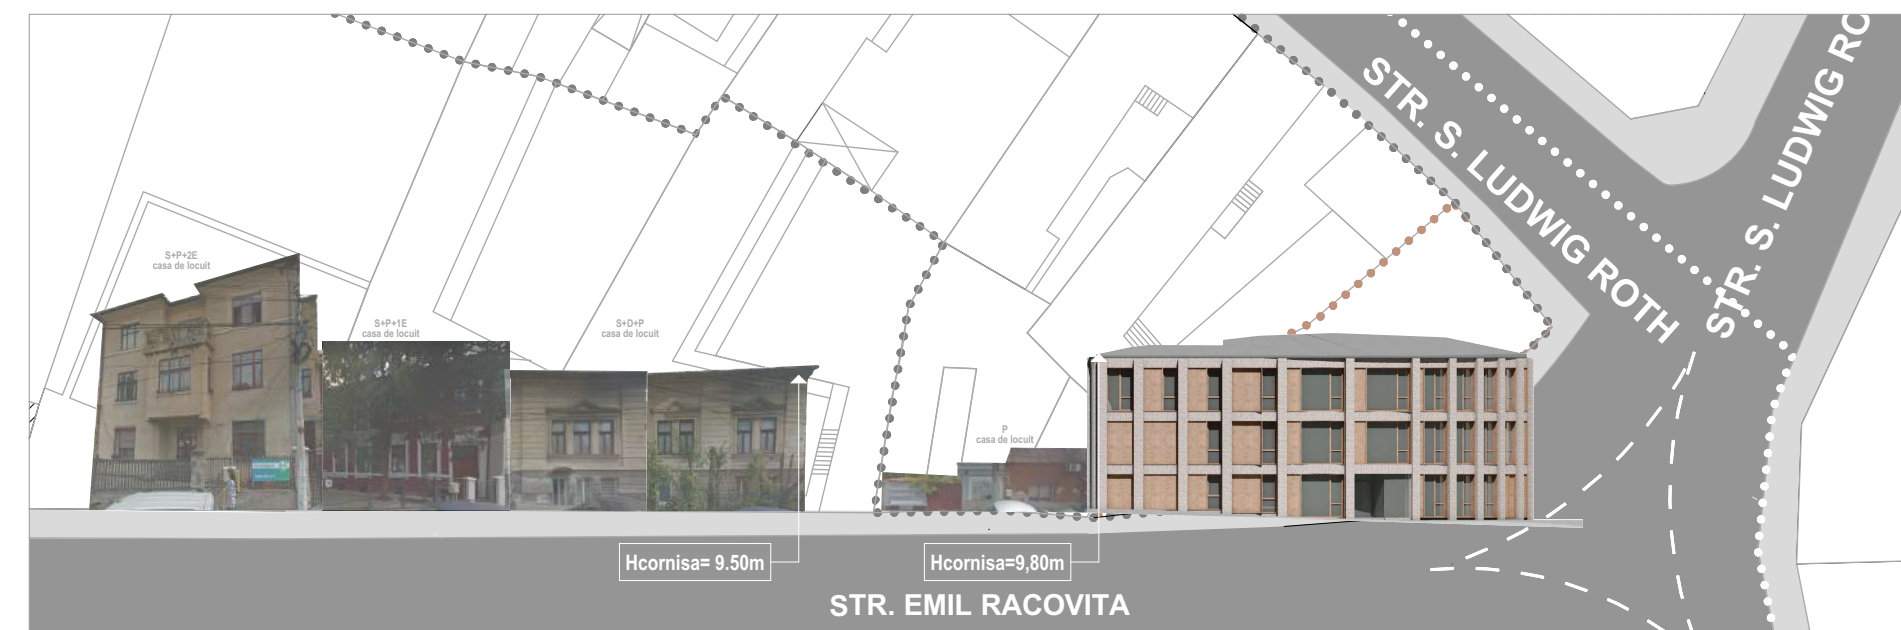 STR. S. LUDWIG ROTH
STR. S. LUDWIG RO
S+P+2E
casa de locuit
S+P+1E
casa de locuit
S+D+P
casa de locuit
P
casa de locuit
Hcornisa= 9.50m
Hcornisa=9,80m
STR. EMIL RACOVITA